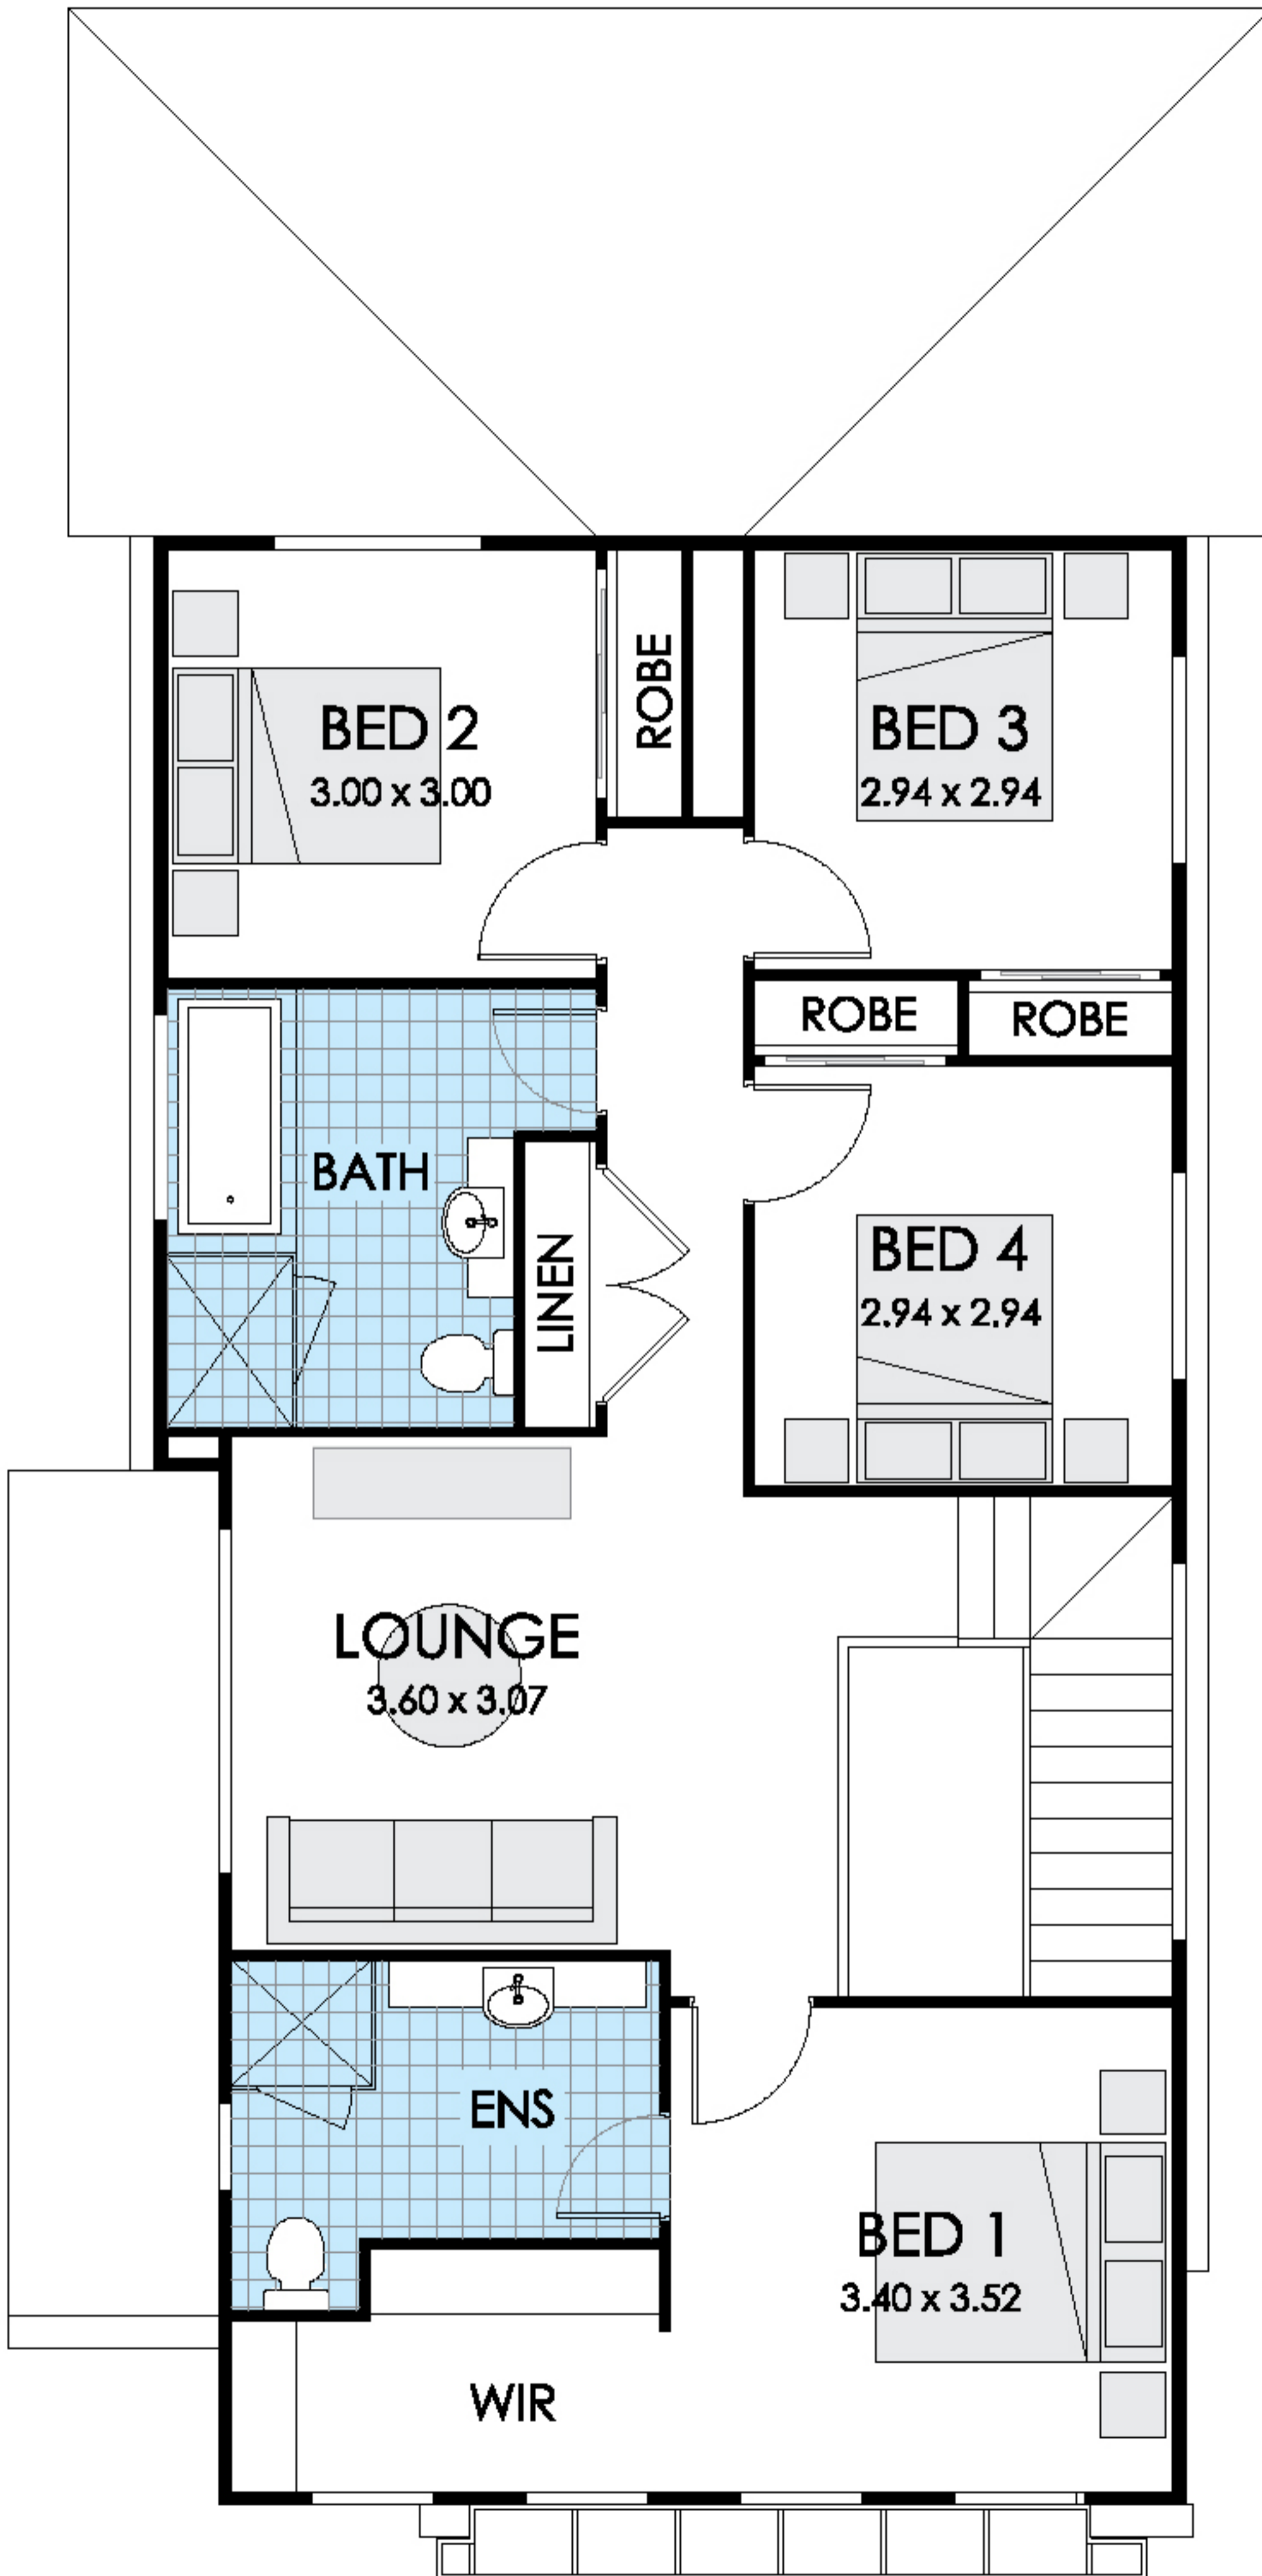 BED 2
3.00 x 3.00
ROBE
BED 3
2.94 x 2.94
ROBE
ROBE
BATH
LINEN
BED 4
2.94 x 2.94
LOUNGE
3.60 x 3.07
ENS
BED 1
3.40 x 3.52
WIR